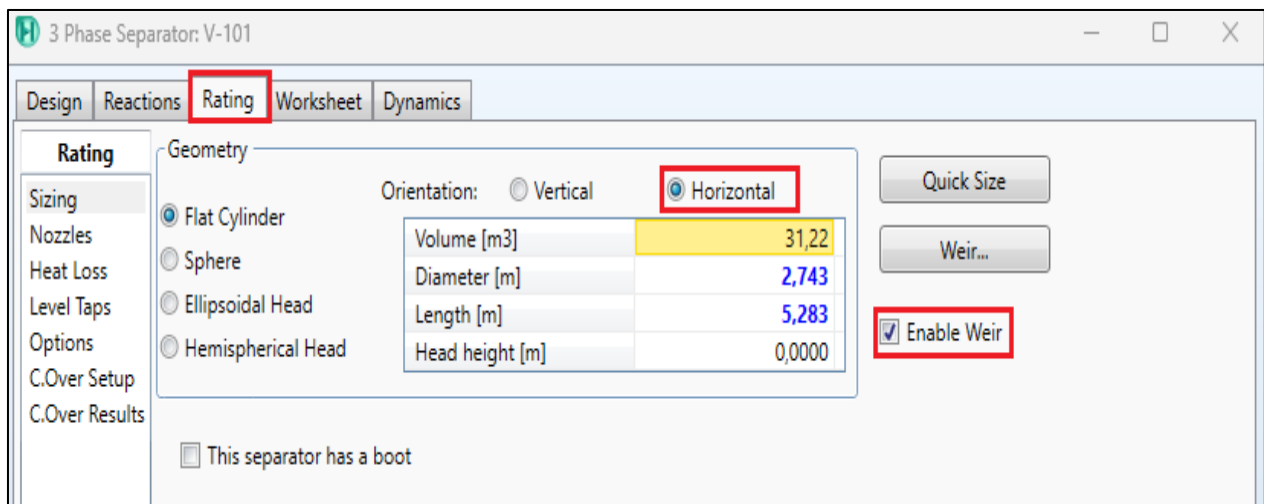 3 Phase Separator: V-101
Design Reactions Rating Worksheet Dynamics
Rating
Sizing
Nozzles
Heat Loss
Level Taps
Options
C.Over Setup
C.Over Results
Geometry
Orientation: Vertical Horizontal
Flat Cylinder
Sphere
Ellipsoidal Head
Hemispherical Head
Volume [m3] 31,22
Diameter [m] 2,743
Length [m] 5,283
Head height [m] 0,0000
Quick Size
Weir...
Enable Weir
This separator has a boot